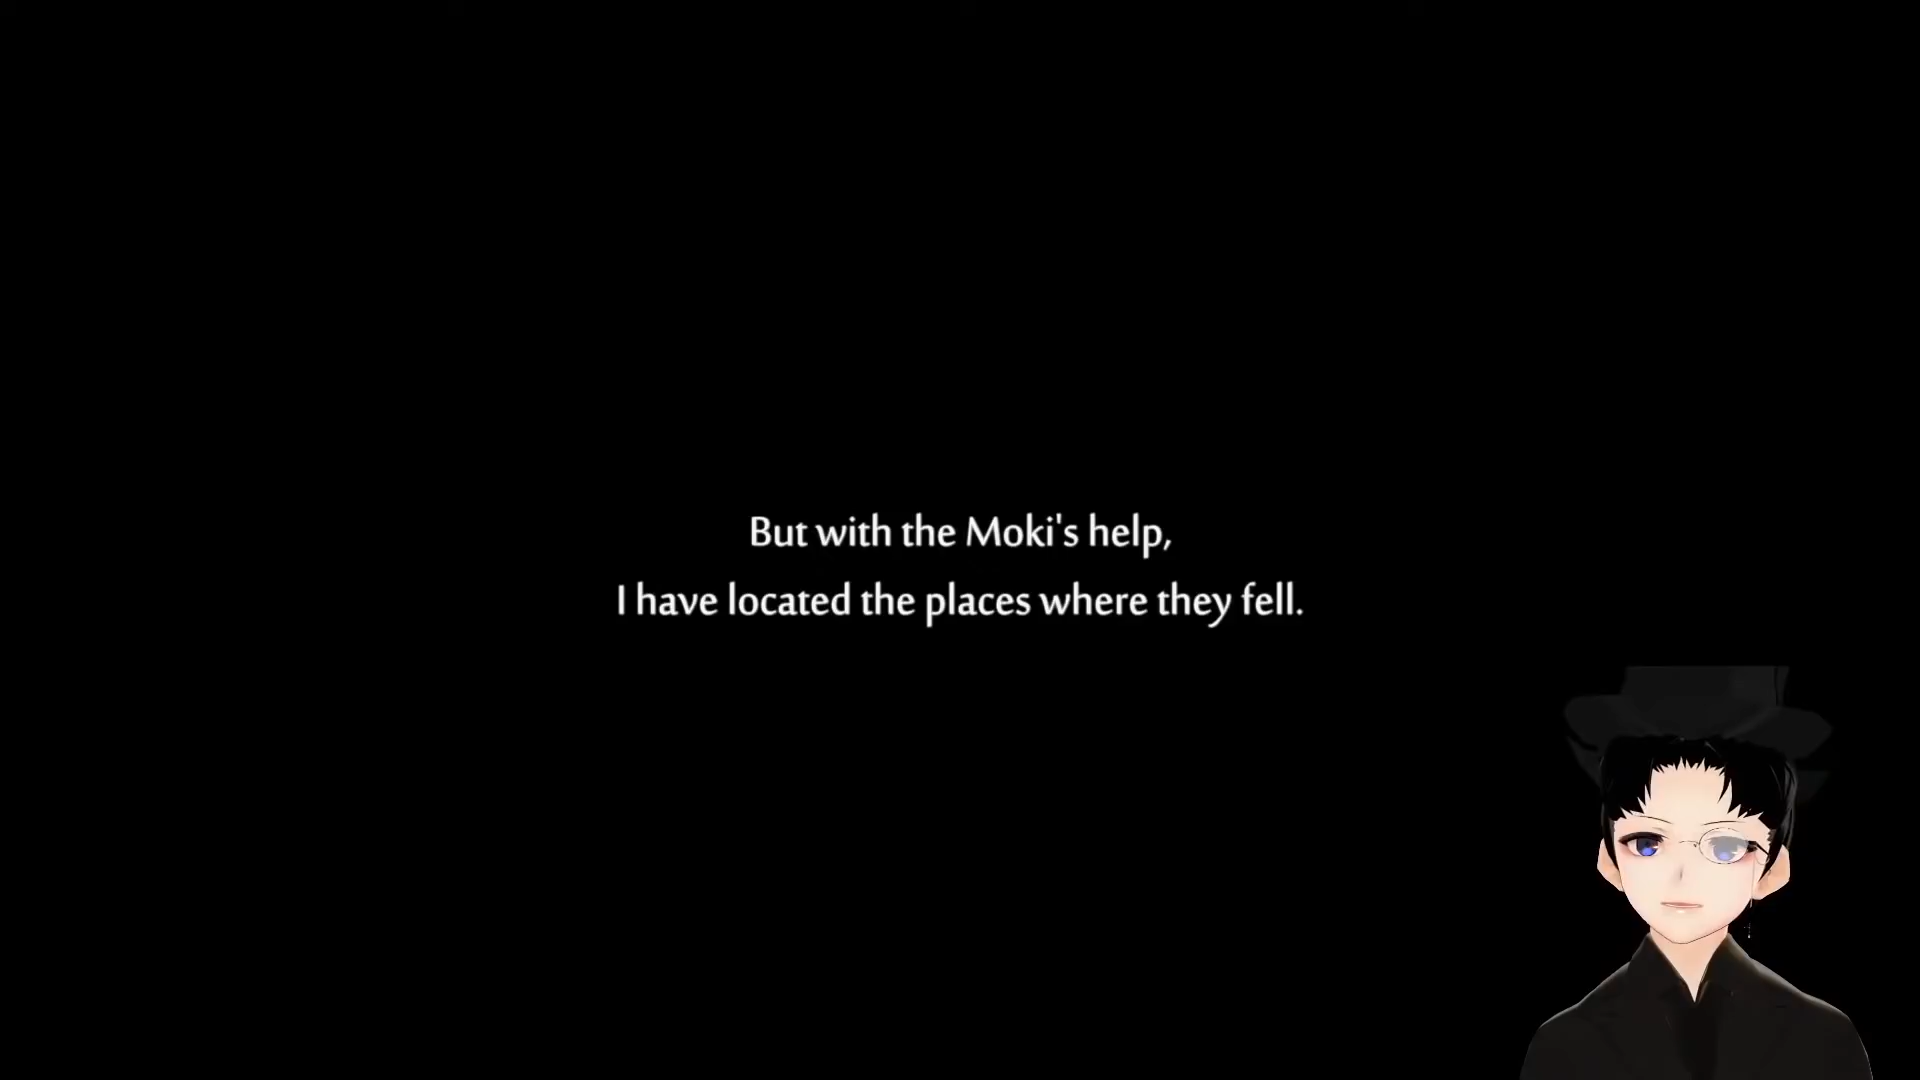 But with the Moki's help,
I have located the places where they fell.